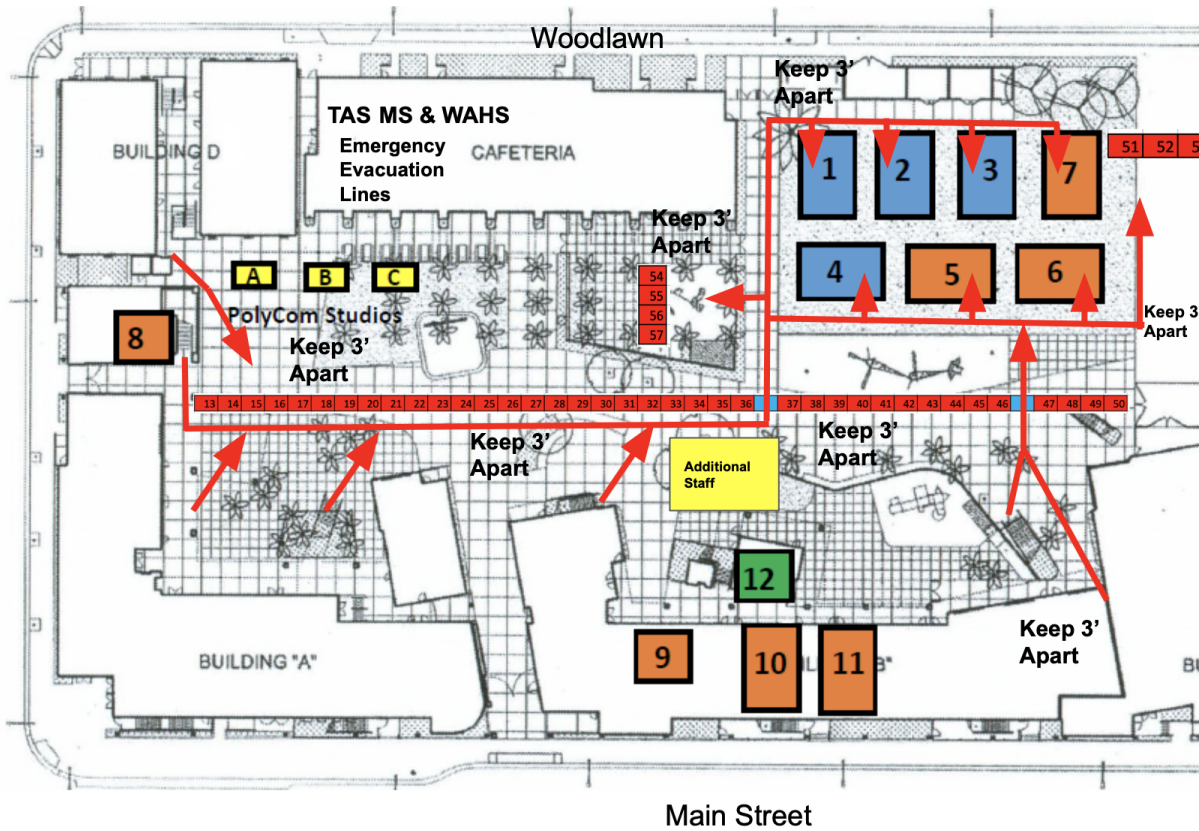 Woodlawn
Keep 3'
Apart
TAS MS & WAHS
Emergency
Evacuation
Lines
BUILDING D
CAFETERIA
1
2
3
7
51 52
Keep 3'
Apart
54
55
56
57
4
5
6
A
B
C
PolyCom Studios
8
Keep 3'
Apart
Keep 3
Apart
13 14 15 16 17 18 19 20 21 22 23 24 25 26 27 28 29 30 31 32 33 34 35 36 37 38 39 40 41 42 43 44 45 46 47 48 49 50
Keep 3'
Apart
Keep 3'
Apart
Additional
Staff
12
9
10
11
Keep 3'
Apart
BUILDING "A"
B"
Main Street